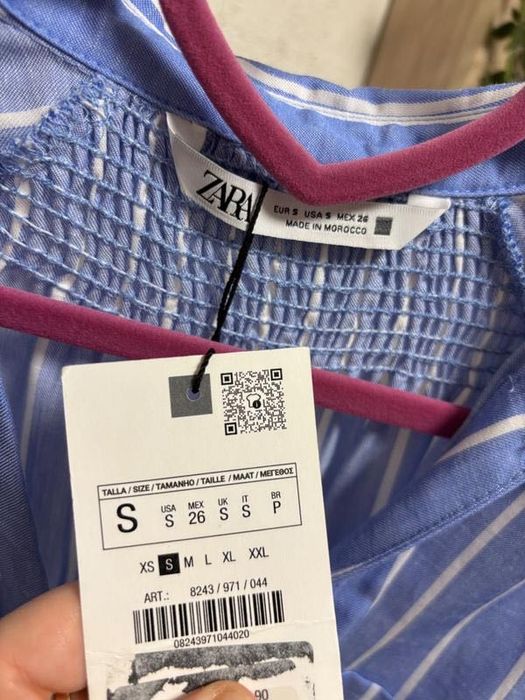 ZARA
EUR S USA S MEX 26
MADE IN MOROCCO
TALLA / SIZE / TAMANHO / TAILLE / MAAT / ΜΕΓΕΘΟΣ
S USA S MEX 26 UK S IT S BR P
XS S M L XL XXL
ART.: 8243 / 971 / 044
08243971044020
90